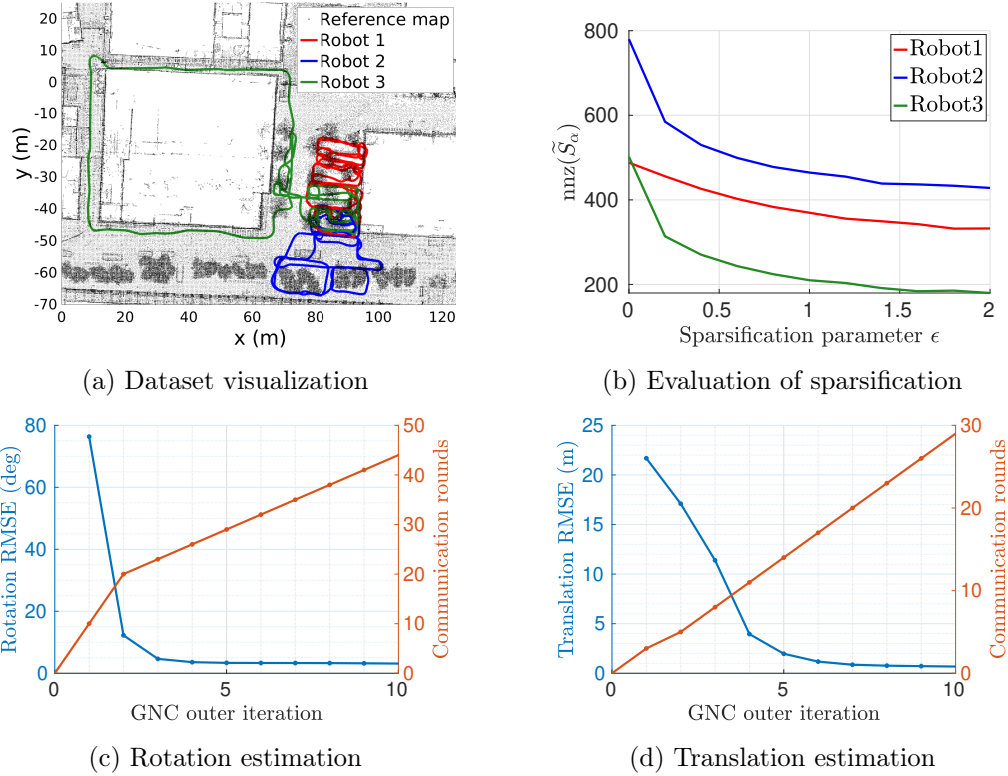 Reference map
Robot 1
Robot 2
Robot 3
20
10
0
-10
-20
-30
-40
-50
-60
-70
y (m)
0
20
40
60
80
100
120
x (m)
(a) Dataset visualization
800
600
400
200
nnz(S̃α)
Robot1
Robot2
Robot3
0
0.5
1
1.5
2
Sparsification parameter ϵ
(b) Evaluation of sparsification
80
60
40
20
0
Rotation RMSE (deg)
50
40
30
20
10
0
Communication rounds
0
5
10
GNC outer iteration
(c) Rotation estimation
25
20
15
10
5
0
Translation RMSE (m)
30
20
10
0
Communication rounds
0
5
10
GNC outer iteration
(d) Translation estimation